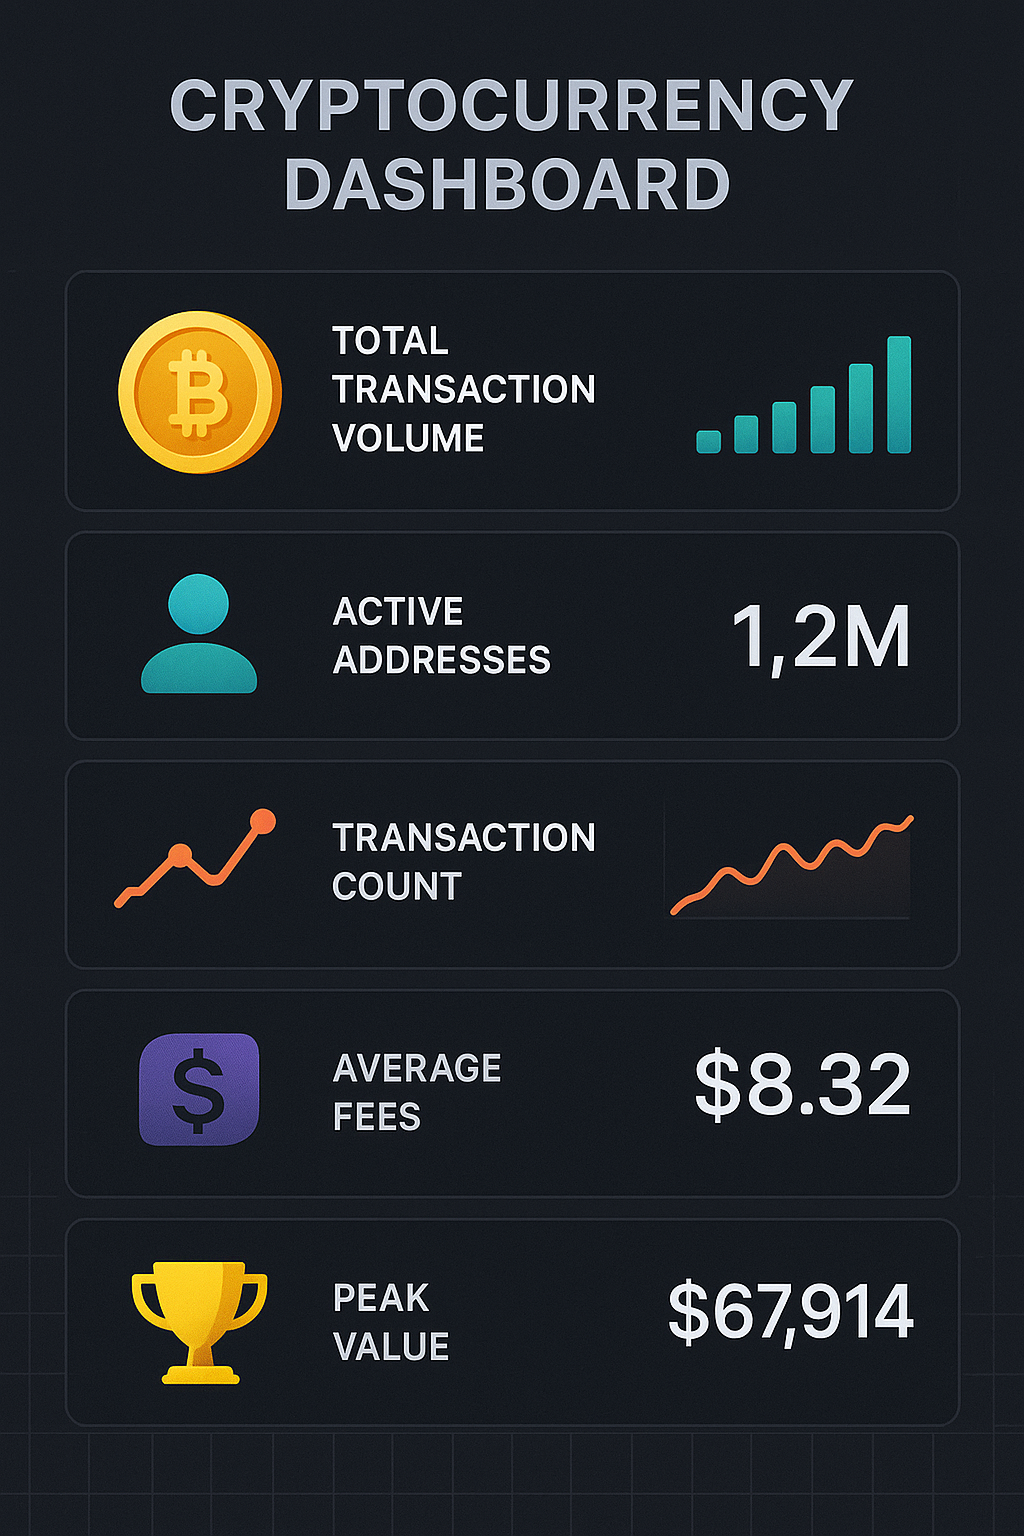 CRYPTOCURRENCY
DASHBOARD
TOTAL
TRANSACTION
VOLUME
ACTIVE
ADDRESSES
1,2M
TRANSACTION
COUNT
$
AVERAGE
FEES
$8.32
PEAK
VALUE
$67,914